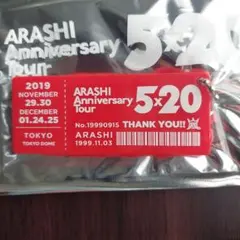 ARASHI
Anniversary
Tour
5×20
2019
NOVEMBER
29.30
DECEMBER
01.24.25
TOKYO
TOKYO DOME
ARASHI
Anniversary
Tour
5×20
No.19990915 THANK YOU!!
ARASHI
1999.11.03